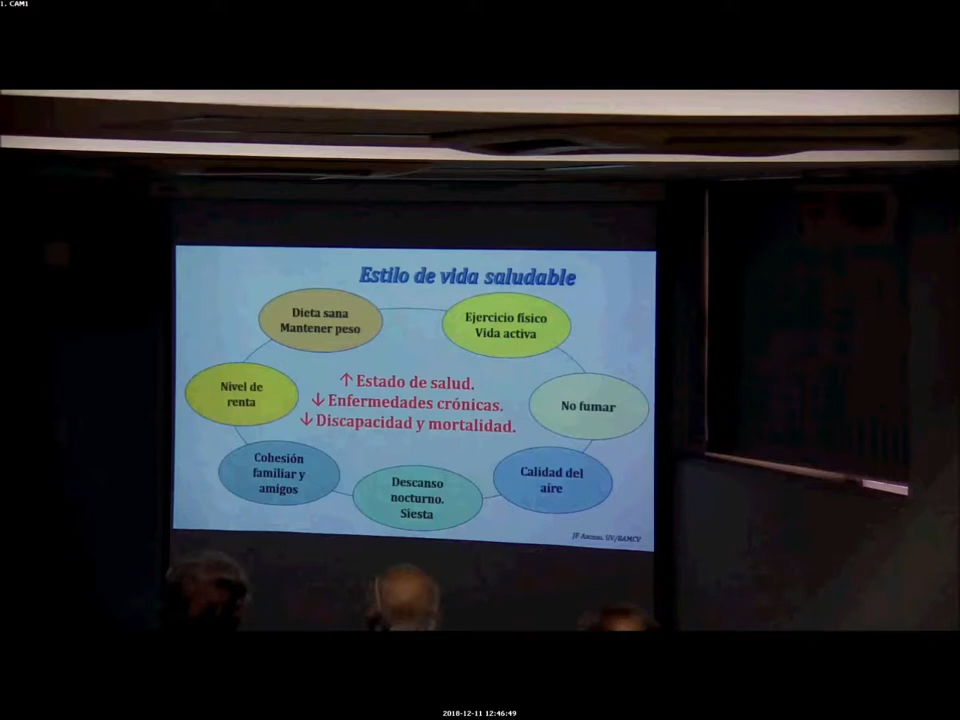 1. CAM1
Estilo de vida saludable
Dieta sana
Mantener peso
Ejercicio físico
Vida activa
Nivel de
renta
↑ Estado de salud.
↓ Enfermedades crónicas.
↓ Discapacidad y mortalidad.
No fumar
Cohesión
familiar y
amigos
Descanso
nocturno.
Siesta
Calidad del
aire
2018-12-11 12:46:49